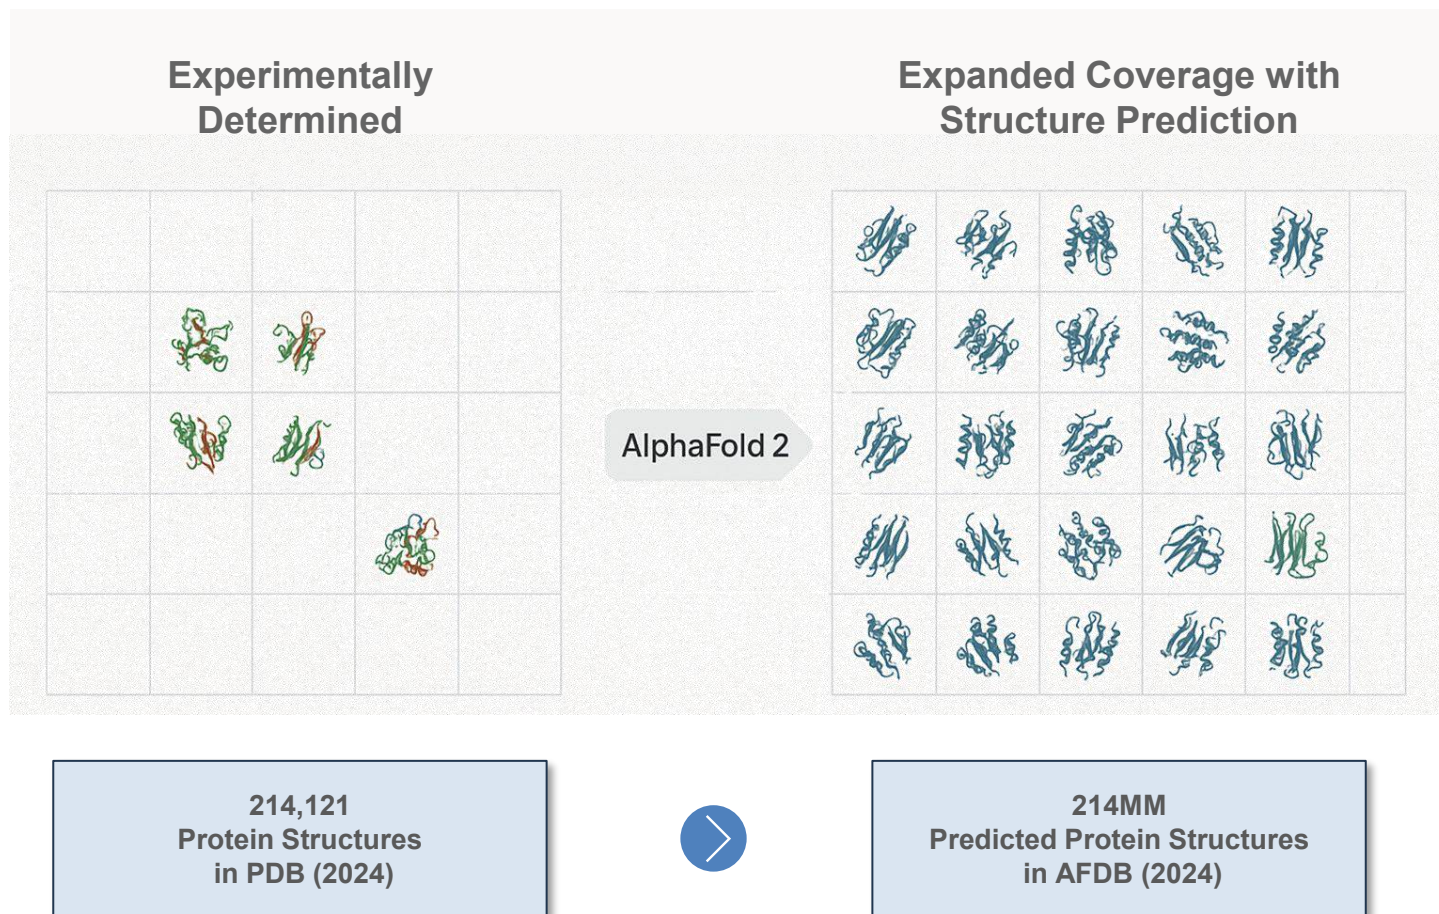 Experimentally
Determined
Expanded Coverage with
Structure Prediction
AlphaFold 2
214,121
Protein Structures
in PDB (2024)
214MM
Predicted Protein Structures
in AFDB (2024)